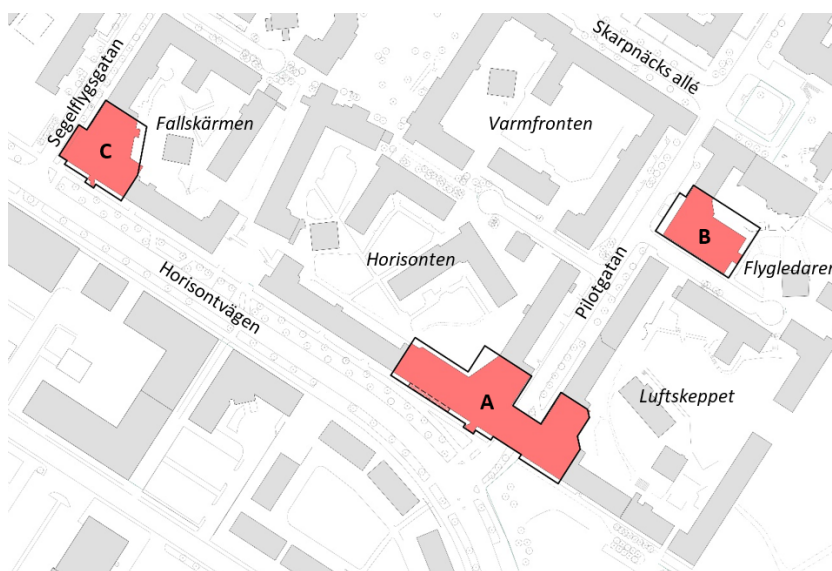 Skarpnäcks allé
Segelflygsgatan
Fallskärmen
Varmfronten
C
B
Horisonten
Pilotgatan
Flygledaren
Horisontvägen
A
Luftskeppet